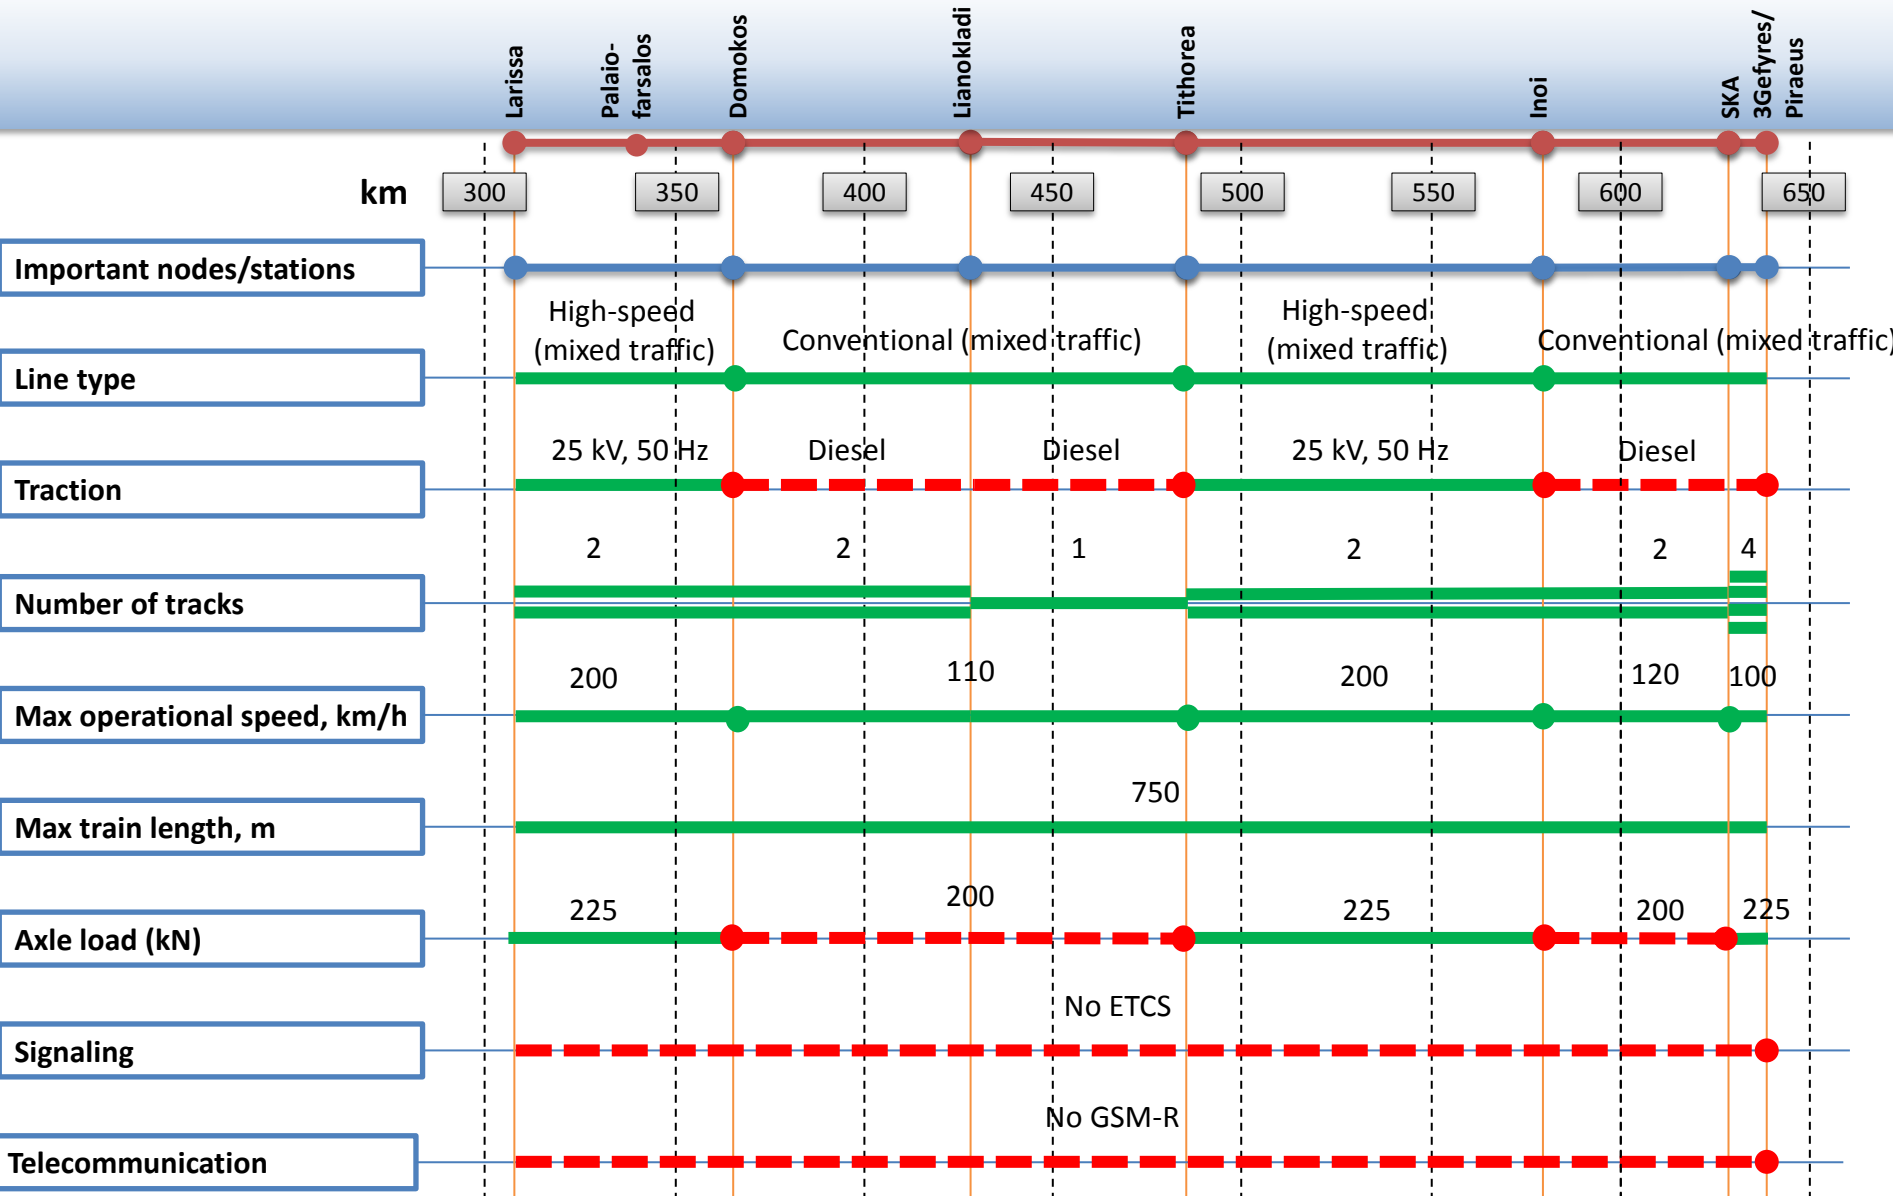 Larissa
Palaio-
farsalos
Domokos
Lianokladi
Tithorea
Inoi
SKA
3Gefyres/
Piraeus
km
300
350
400
450
500
550
600
650
Important nodes/stations
High-speed
(mixed traffic)
Conventional (mixed traffic)
High-speed
(mixed traffic)
Conventional (mixed traffic)
Line type
25 kV, 50 Hz
Diesel
Diesel
25 kV, 50 Hz
Diesel
Traction
2
2
1
2
2
4
Number of tracks
200
110
200
120
100
Max operational speed, km/h
750
Max train length, m
225
200
225
200
225
Axle load (kN)
No ETCS
Signaling
No GSM-R
Telecommunication